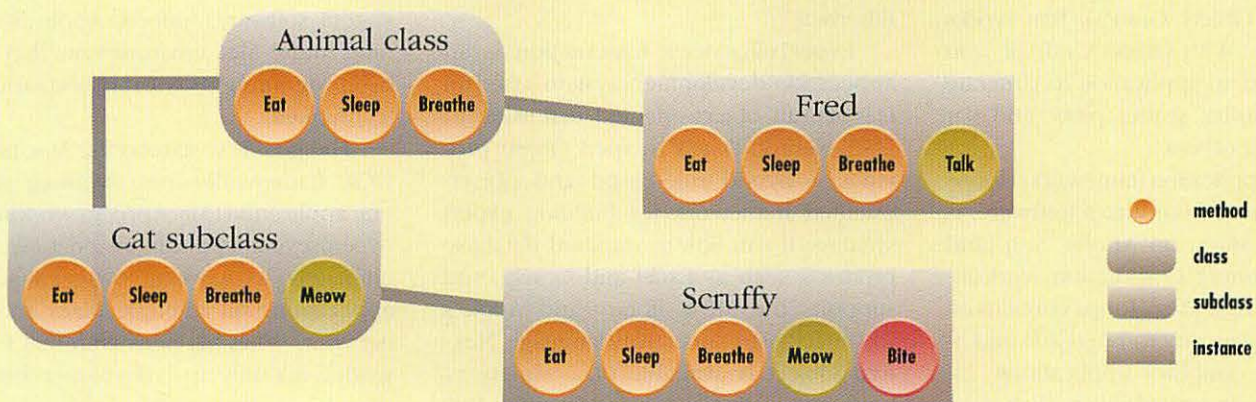 Animal class
Eat Sleep Breathe
Fred
Eat Sleep Breathe Talk
Cat subclass
Eat Sleep Breathe Meow
Scruffy
Eat Sleep Breathe Meow Bite
method
class
subclass
instance